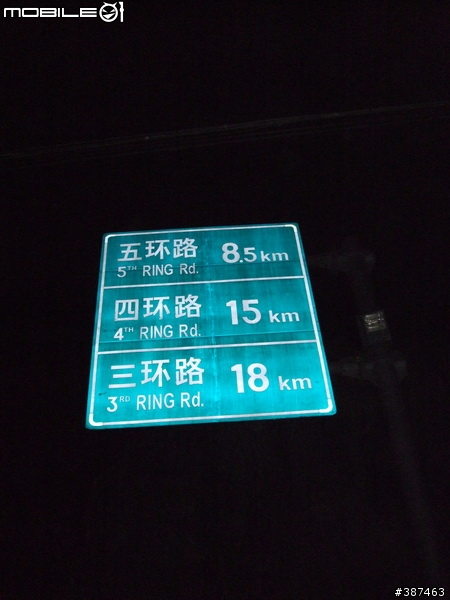 MOBILE01
五环路 8.5 km
5TH RING Rd.
四环路 15 km
4TH RING Rd.
三环路 18 km
3RD RING Rd.
#387463